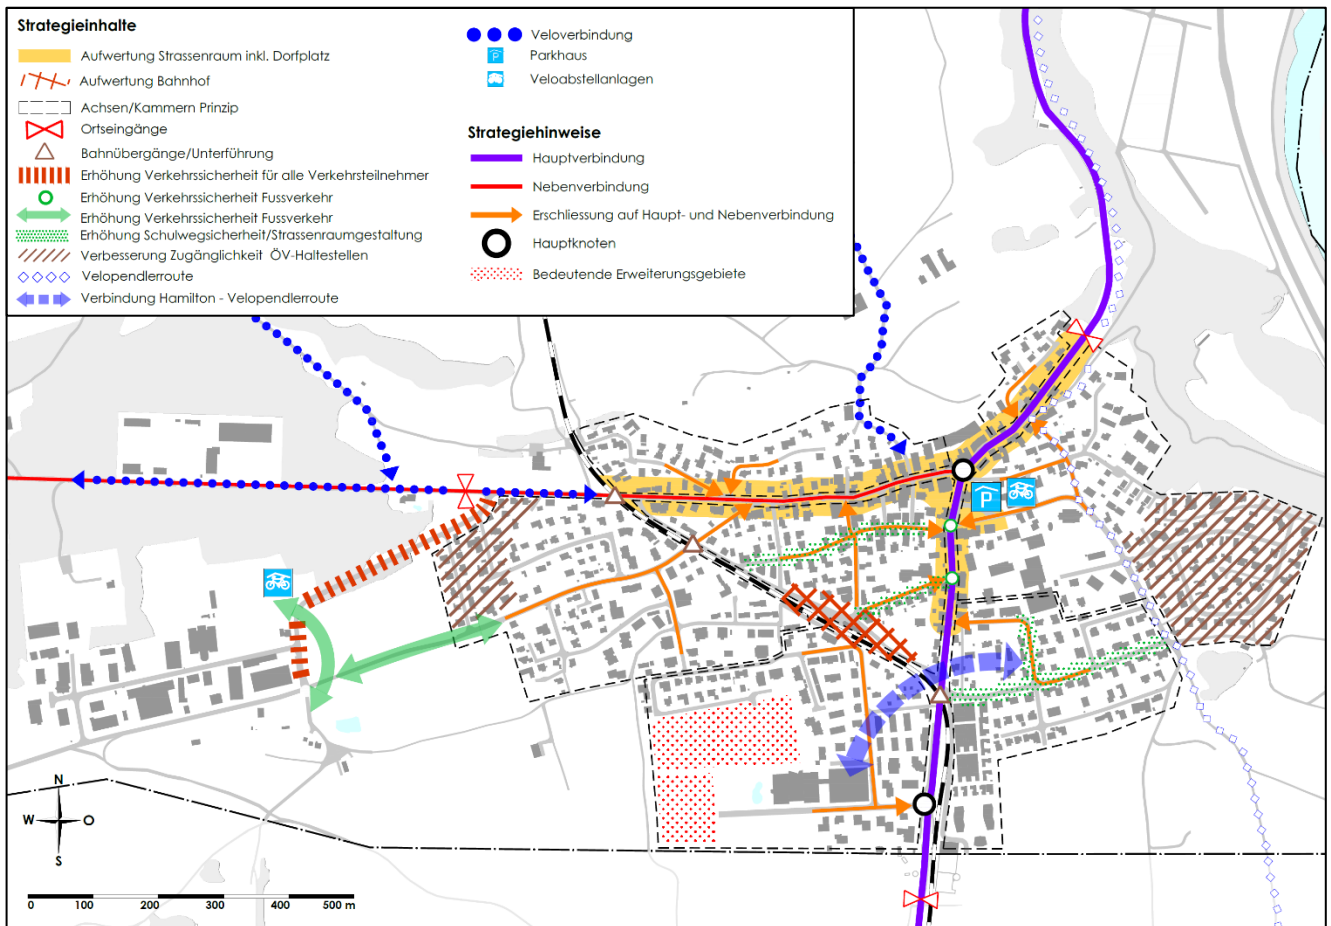 Strategieinhalte
Aufwertung Strassenraum inkl. Dorfplatz
Aufwertung Bahnhof
Achsen/Kammern Prinzip
Ortseingänge
Bahnübergänge/Unterführung
Erhöhung Verkehrssicherheit für alle Verkehrsteilnehmer
Erhöhung Verkehrssicherheit Fussverkehr
Erhöhung Verkehrssicherheit Fussverkehr
Erhöhung Schulwegsicherheit/Strassenraumgestaltung
Verbesserung Zugänglichkeit ÖV-Haltestellen
Velopendlerroute
Verbindung Hamilton - Velopendlerroute
Veloverbindung
P Parkhaus
Veloabstellanlagen
Strategiehinweise
Hauptverbindung
Nebenverbindung
Erschliessung auf Haupt- und Nebenverbindung
Hauptknoten
Bedeutende Erweiterungsgebiete
P
N
W O
S
0 100 200 300 400 500 m